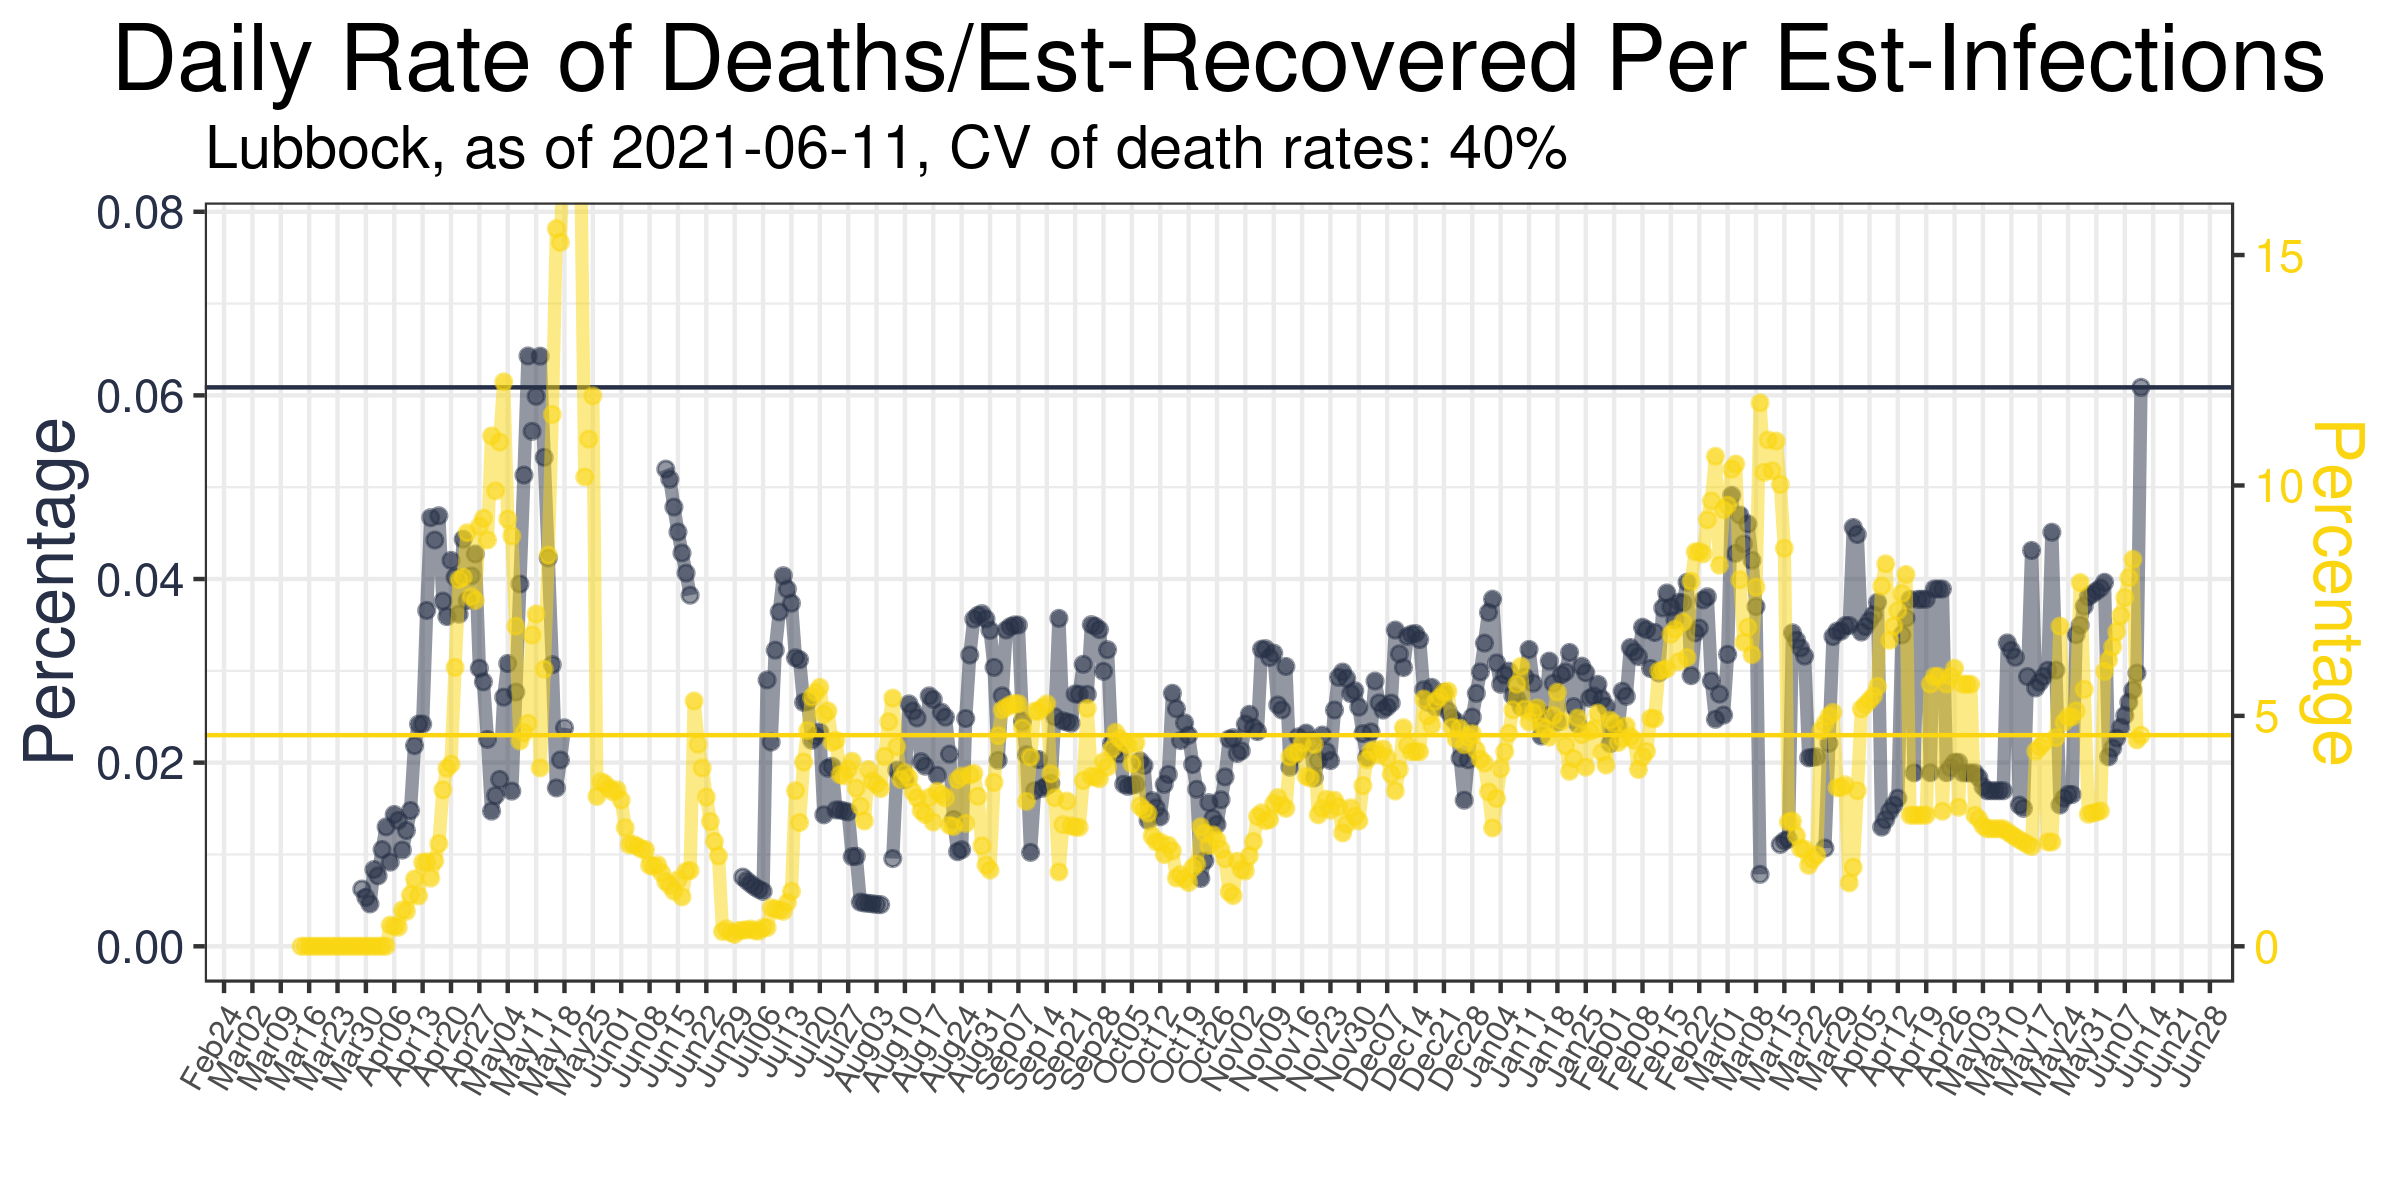 Daily Rate of Deaths/Est-Recovered Per Est-Infections
Lubbock, as of 2021-06-11, CV of death rates: 40%
Percentage
0.08
0.06
0.04
0.02
0.00
15
10
5
0
Percentage
Feb24
Mar02
Mar09
Mar16
Mar23
Mar30
Apr06
Apr13
Apr20
Apr27
May04
May11
May18
May25
Jun01
Jun08
Jun15
Jun22
Jun29
Jul06
Jul13
Jul20
Jul27
Aug03
Aug10
Aug17
Aug24
Aug31
Sep07
Sep14
Sep21
Sep28
Oct05
Oct12
Oct19
Oct26
Nov02
Nov09
Nov16
Nov23
Nov30
Dec07
Dec14
Dec21
Dec28
Jan04
Jan11
Jan18
Jan25
Feb01
Feb08
Feb15
Feb22
Mar01
Mar08
Mar15
Mar22
Mar29
Apr05
Apr12
Apr19
Apr26
May03
May10
May17
May24
May31
Jun07
Jun14
Jun21
Jun28